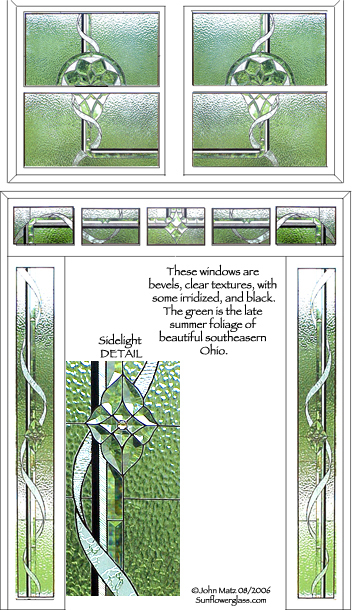 These windows are
bevels, clear textures, with
some irridized, and black.
The green is the late
summer foliage of
beautiful southeasern
Ohio.
Sidelight
DETAIL
©John Matz 08/2006
Sunflowerglass.com